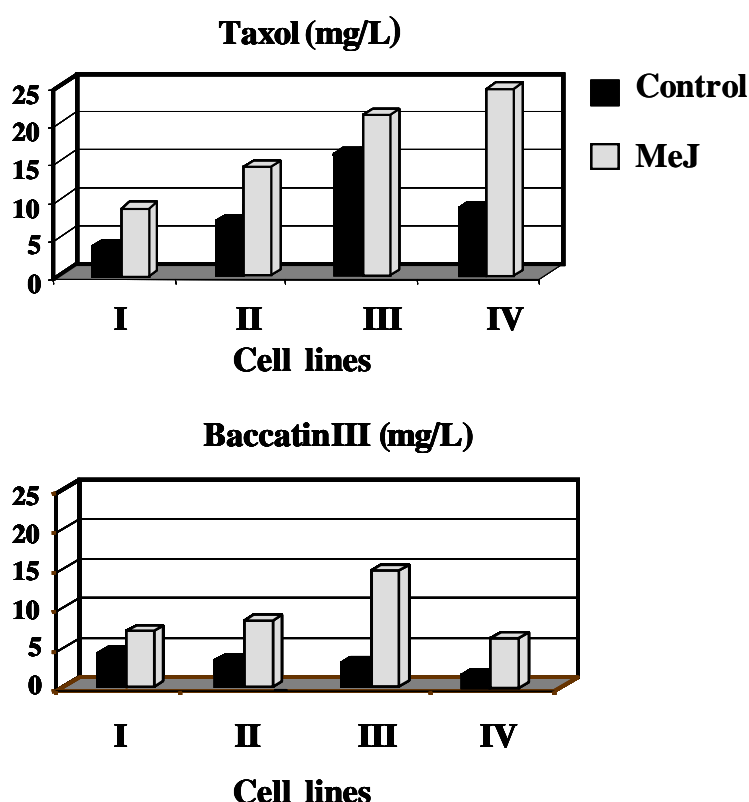 Taxol (mg/L)
Control
MeJ
25
20
15
10
5
0
I II III IV
Cell lines
BaccatinIII (mg/L)
25
20
15
10
5
0
I II III IV
Cell lines